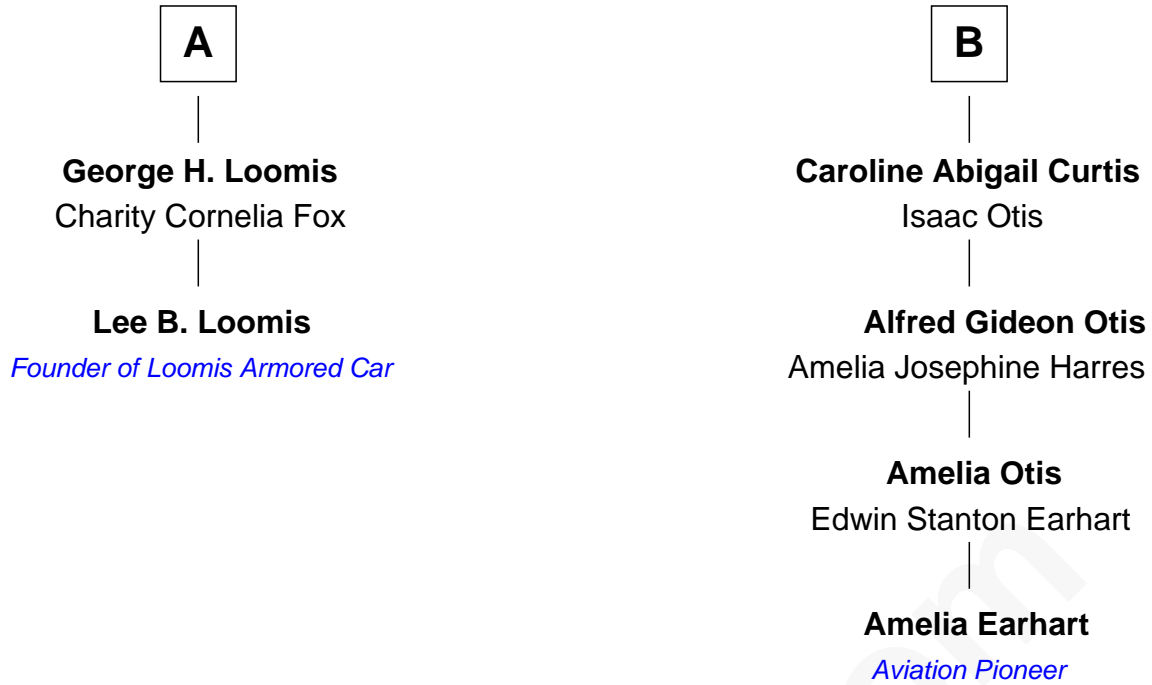 A
George H. Loomis
Charity Cornelia Fox
Lee B. Loomis
Founder of Loomis Armored Car
B
Caroline Abigail Curtis
Isaac Otis
Alfred Gideon Otis
Amelia Josephine Harres
Amelia Otis
Edwin Stanton Earhart
Amelia Earhart
Aviation Pioneer